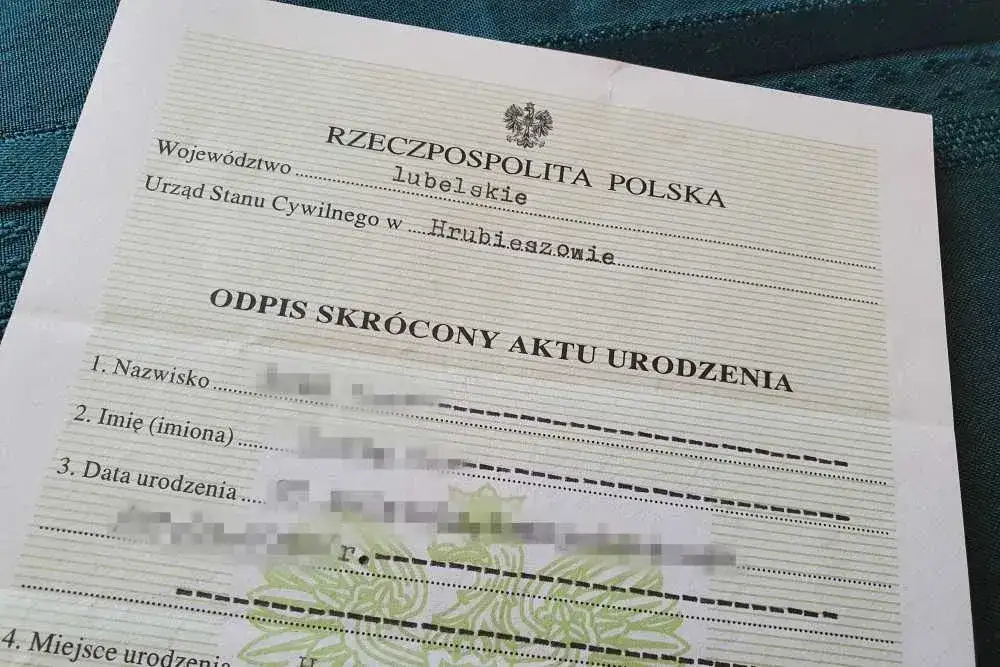 RZECZPOSPOLITA POLSKA
Województwo lubelskie
Urząd Stanu Cywilnego w Hrubieszowie
ODPIS SKRÓCONY AKTU URODZENIA
1. Nazwisko
2. Imię (imiona)
3. Data urodzenia
r.
4. Miejsce urodzenia